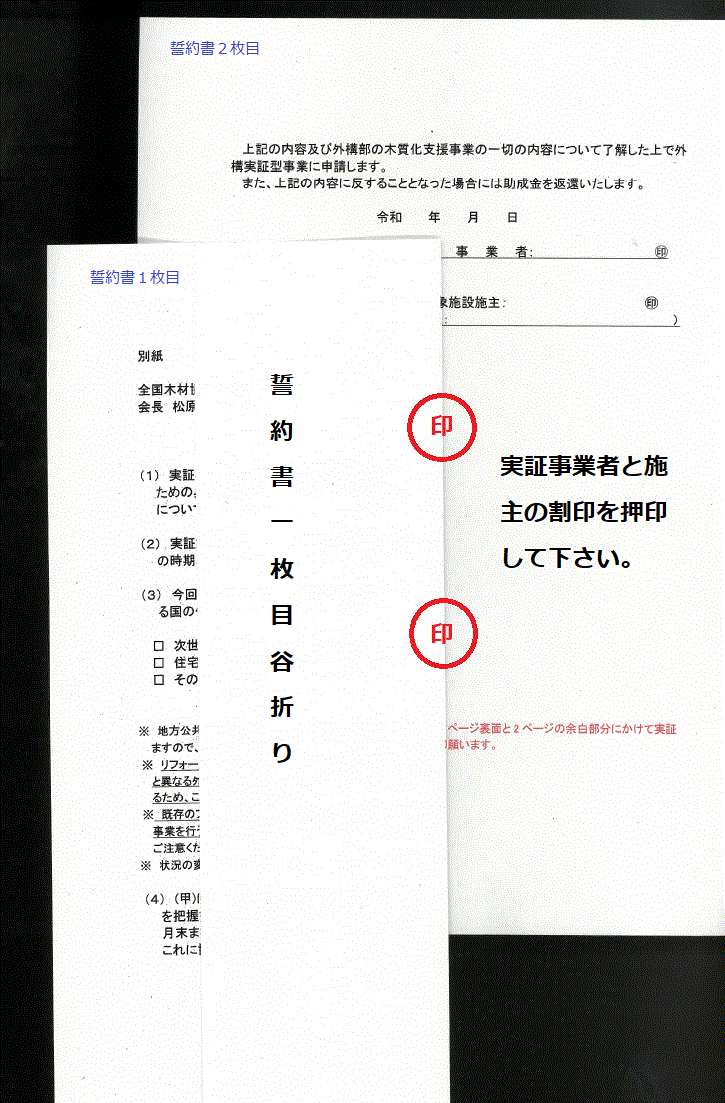 誓約書２枚目
上記の内容及び外構部の木質化支援事業の一切の内容について了解した上で外
構実証型事業に申請します。
また、上記の内容に反することとなった場合には助成金を返還いたします。
令和　　年　　月　　日
事　業　者：　㊞
象施設施主：　㊞
：　）
誓約書１枚目
別紙
全国木材
会長　松原
（1）　実証
ための
につい
（2）　実証
の時期
（3）　今回
る国の
□　次世
□　住宅
□　その
※　地方公共
ますので、
※　リフォー
と異なる外
るため、こ
※　既存の
事業を行
ご注意くだ
※　状況の変
（4）　（甲）
を把握
月末ま
これに
誓約書一枚目谷折り
印
印
実証事業者と施
主の割印を押印
して下さい。
ページ裏面と２ページの余白部分にかけて実証
願います。